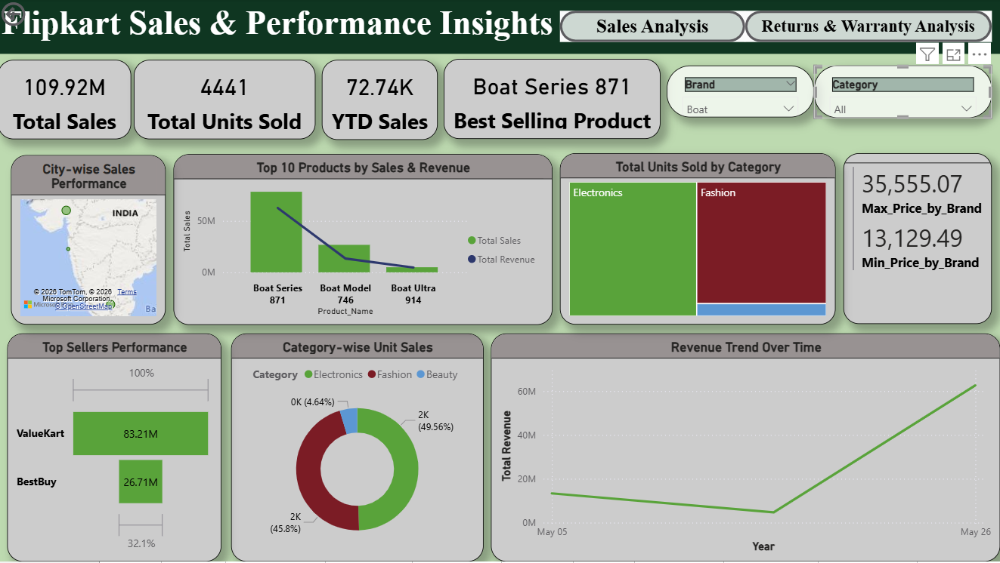 Flipkart Sales & Performance Insights
Sales Analysis
Returns & Warranty Analysis
109.92M
Total Sales
4441
Total Units Sold
72.74K
YTD Sales
Boat Series 871
Best Selling Product
Brand
Boat
Category
All
City-wise Sales
Performance
INDIA
© 2026 TomTom, © 2026
Microsoft Corporation,
© OpenStreetMap
Terms
Microsoft
Ba
Top 10 Products by Sales & Revenue
Total Sales
50M
0M
Boat Series
871
Boat Model
746
Boat Ultra
914
Product_Name
Total Sales
Total Revenue
Total Units Sold by Category
Electronics
Fashion
35,555.07
Max_Price_by_Brand
13,129.49
Min_Price_by_Brand
Top Sellers Performance
100%
ValueKart
83.21M
BestBuy
26.71M
32.1%
Category-wise Unit Sales
Category Electronics Fashion Beauty
0K (4.64%)
2K
(49.56%)
2K
(45.8%)
Revenue Trend Over Time
Total Revenue
60M
40M
20M
0M
May 05
May 26
Year